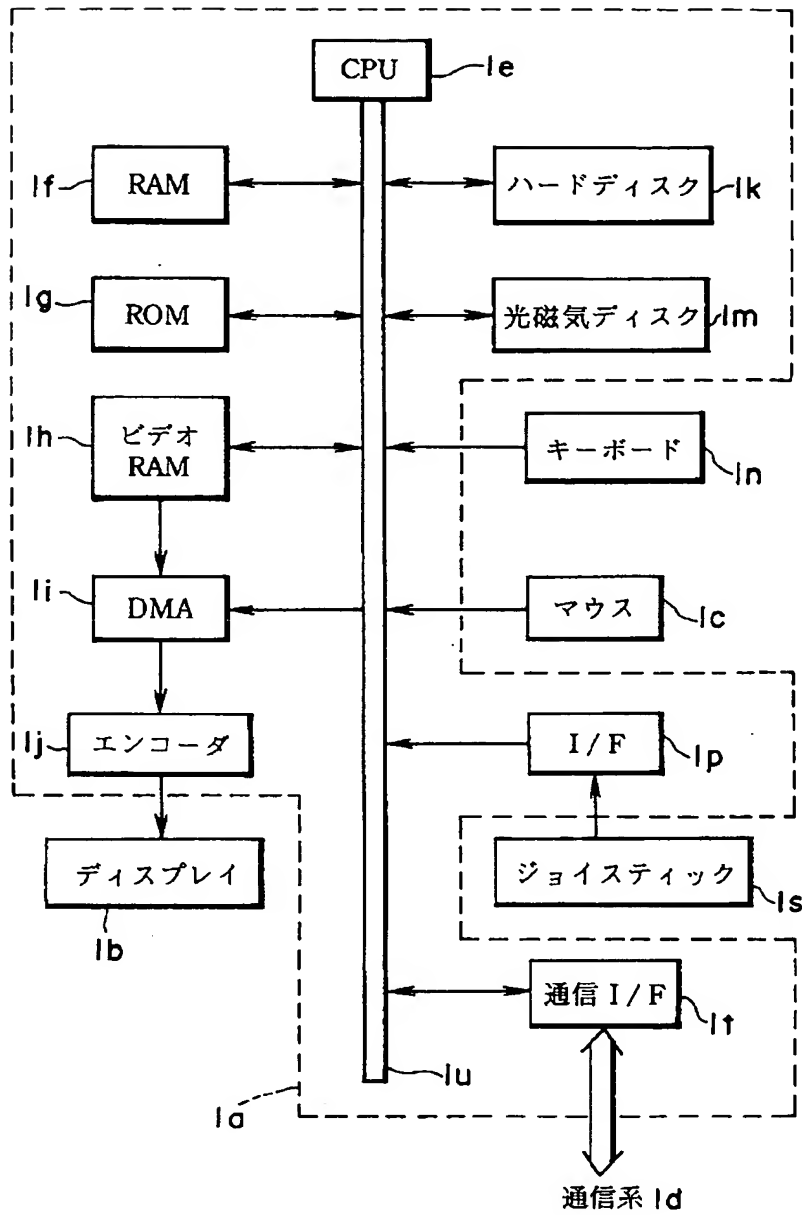 CPU
1e
1f
RAM
ハードディスク
1k
1g
ROM
光磁気ディスク
1m
1h
ビデオ
RAM
キーボード
1n
1i
DMA
マウス
1c
1j
エンコーダ
I/F
1p
ディスプレイ
1b
ジョイスティック
1s
通信 I/F
1t
1u
1a
通信系 1d